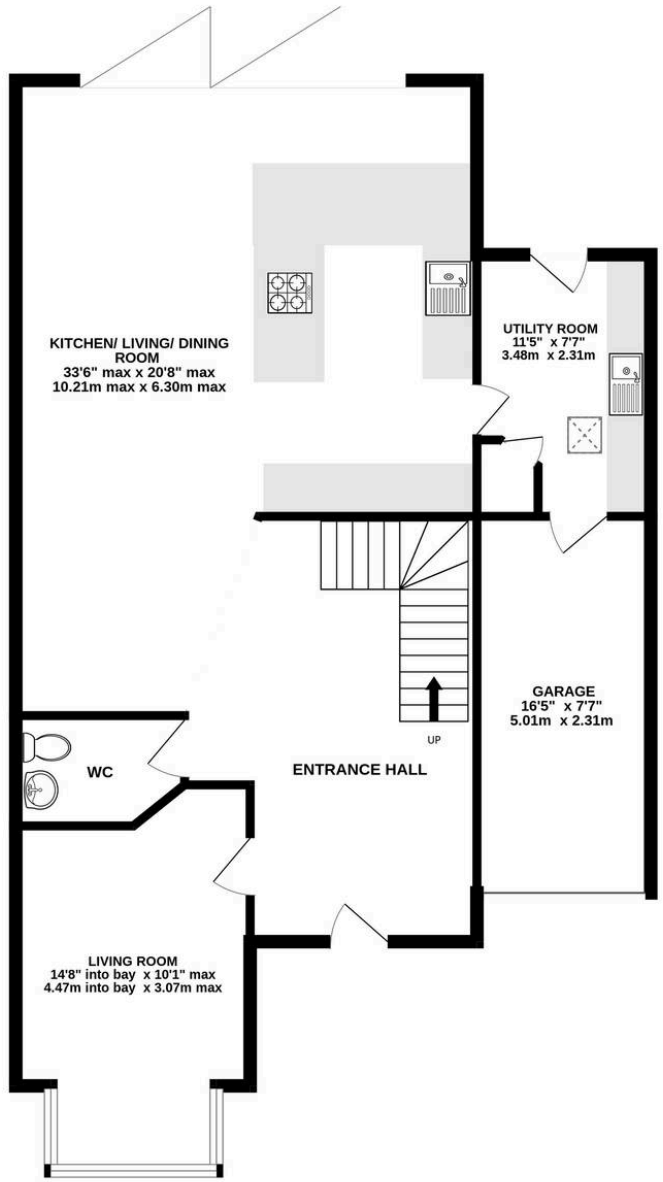 KITCHEN/ LIVING/ DINING
ROOM
33'6" max x 20'8" max
10.21m max x 6.30m max
UTILITY ROOM
11'5" x 7'7"
3.48m x 2.31m
GARAGE
16'5" x 7'7"
5.01m x 2.31m
UP
WC
ENTRANCE HALL
LIVING ROOM
14'8" into bay x 10'1" max
4.47m into bay x 3.07m max